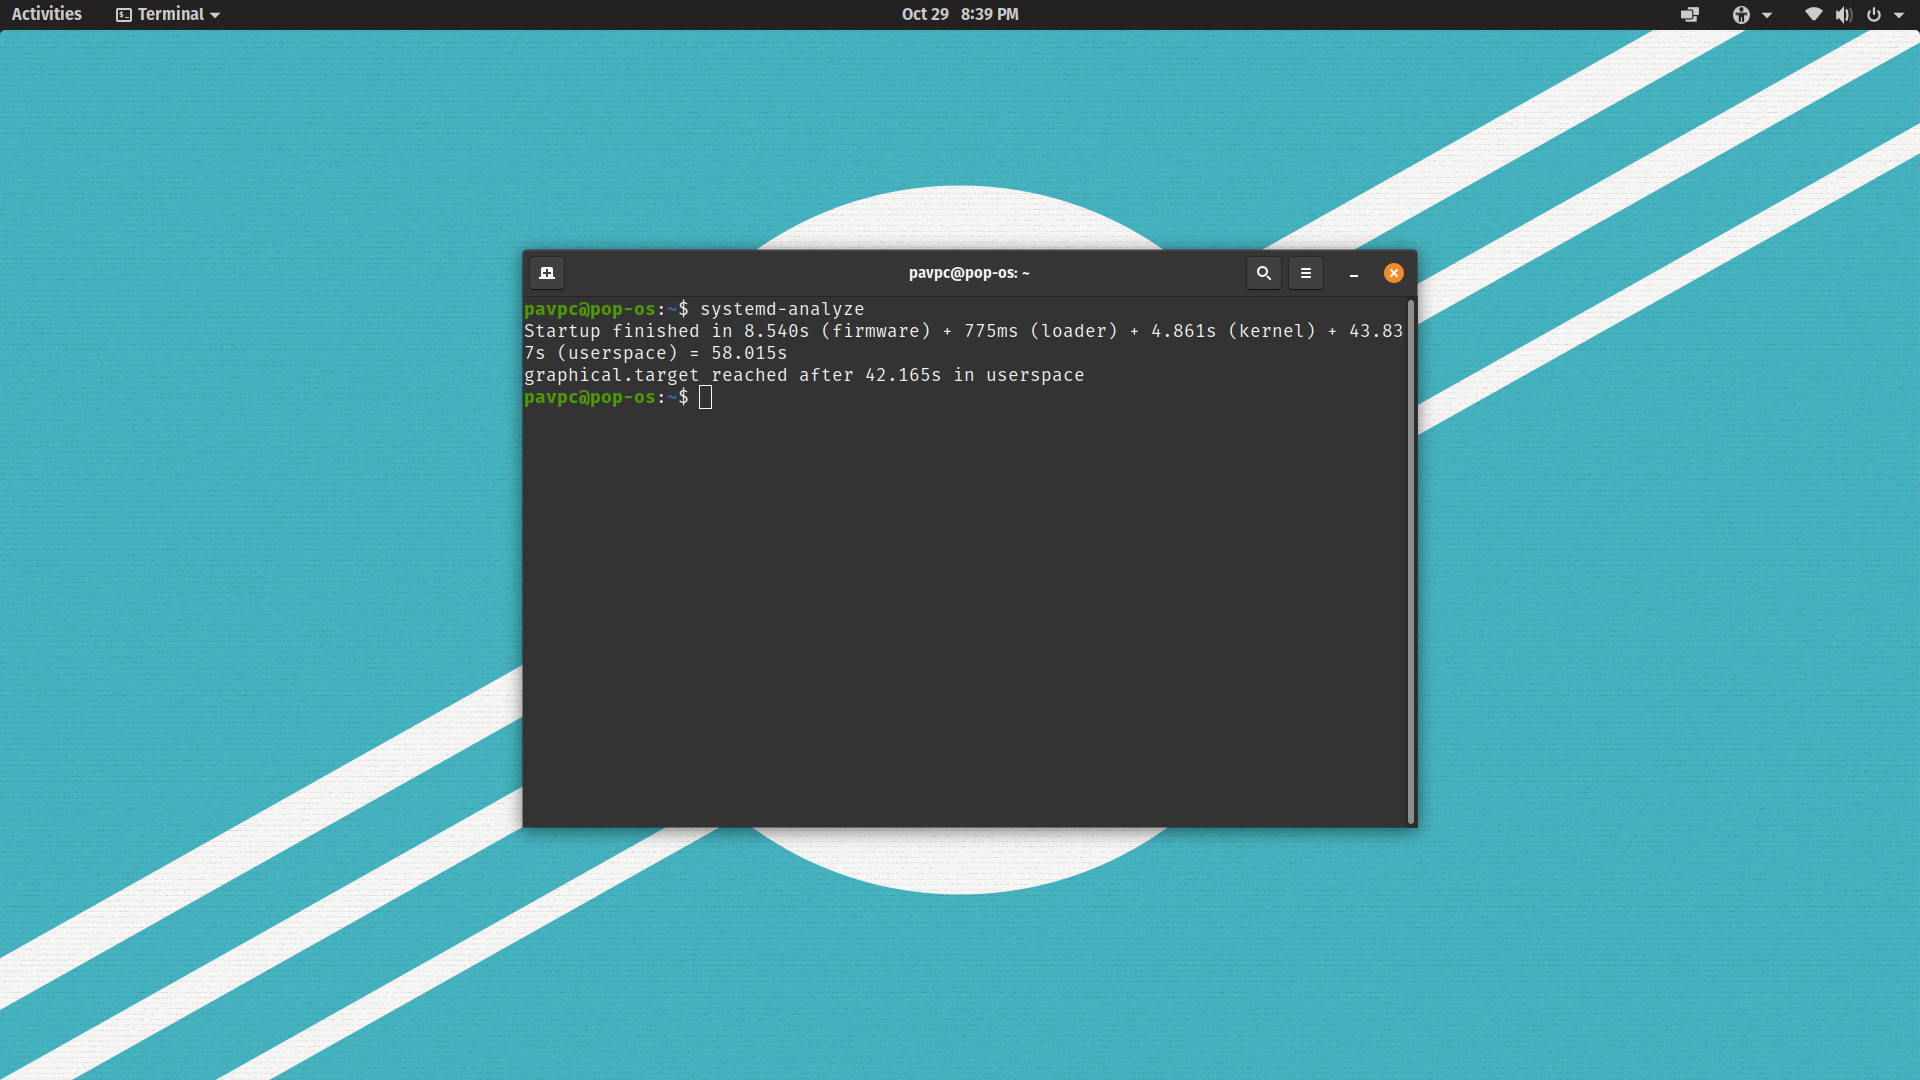 Activities Terminal Oct 29 8:39 PM
pavpc@pop-os: ~
pavpc@pop-os:~$ systemd-analyze
Startup finished in 8.540s (firmware) + 775ms (loader) + 4.861s (kernel) + 43.83
7s (userspace) = 58.015s
graphical.target reached after 42.165s in userspace
pavpc@pop-os:~$